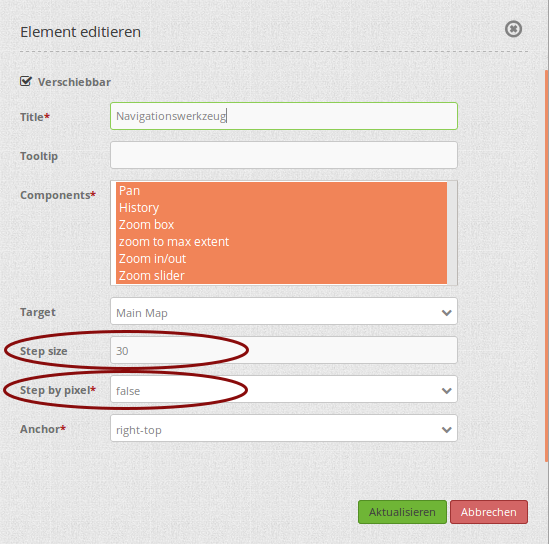 Element editieren
Verschiebbar
Title* Navigationswerkzeug
Tooltip
Components* Pan
History
Zoom box
zoom to max extent
Zoom in/out
Zoom slider
Target Main Map
Step size 30
Step by pixel* false
Anchor* right-top
Aktualisieren Abbrechen